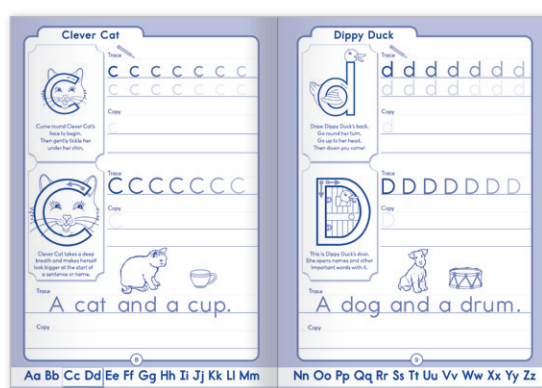 Clever Cat
Trace
c c c c c c c
c c c c c c c
Copy
c
Curve round Clever Cat's
face to begin.
Then gently tickle her
under her chin.
Trace
C C C C C C C
Copy
C
Clever Cat takes a deep
breath and makes herself
look bigger at the start of
a sentence or name.
Trace
A cat and a cup.
Copy
8
Aa Bb Cc Dd Ee Ff Gg Hh Ii Jj Kk Ll Mm
Dippy Duck
Trace
d d d d d d d
d d d d d d d
Copy
d
Draw Dippy Duck's back.
Go round her tum.
Go up to her head.
Then down you come!
Trace
D D D D D D D
Copy
D
This is Dippy Duck's door.
She opens names and other
important words with it.
Trace
A dog and a drum.
Copy
9
Nn Oo Pp Qq Rr Ss Tt Uu Vv Ww Xx Yy Zz